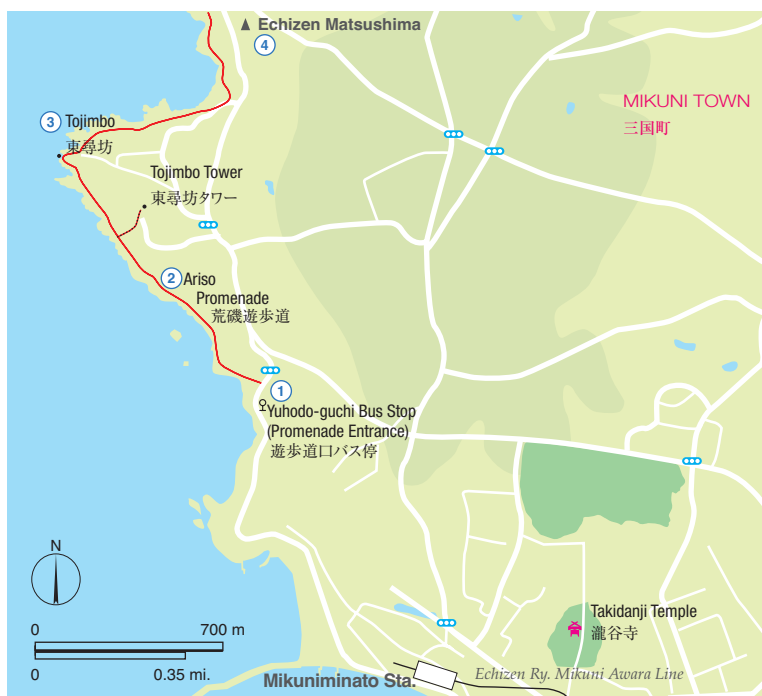 Echizen Matsushima
4
MIKUNI TOWN
三国町
3 Tojimbo
東尋坊
Tojimbo Tower
東尋坊タワー
2 Ariso
Promenade
荒磯遊歩道
1
Yuhodo-guchi Bus Stop
(Promenade Entrance)
遊歩道口バス停
N
0 700 m
0 0.35 mi.
Takidanji Temple
瀧谷寺
Mikuniminato Sta.
Echizen Ry. Mikuni Awara Line